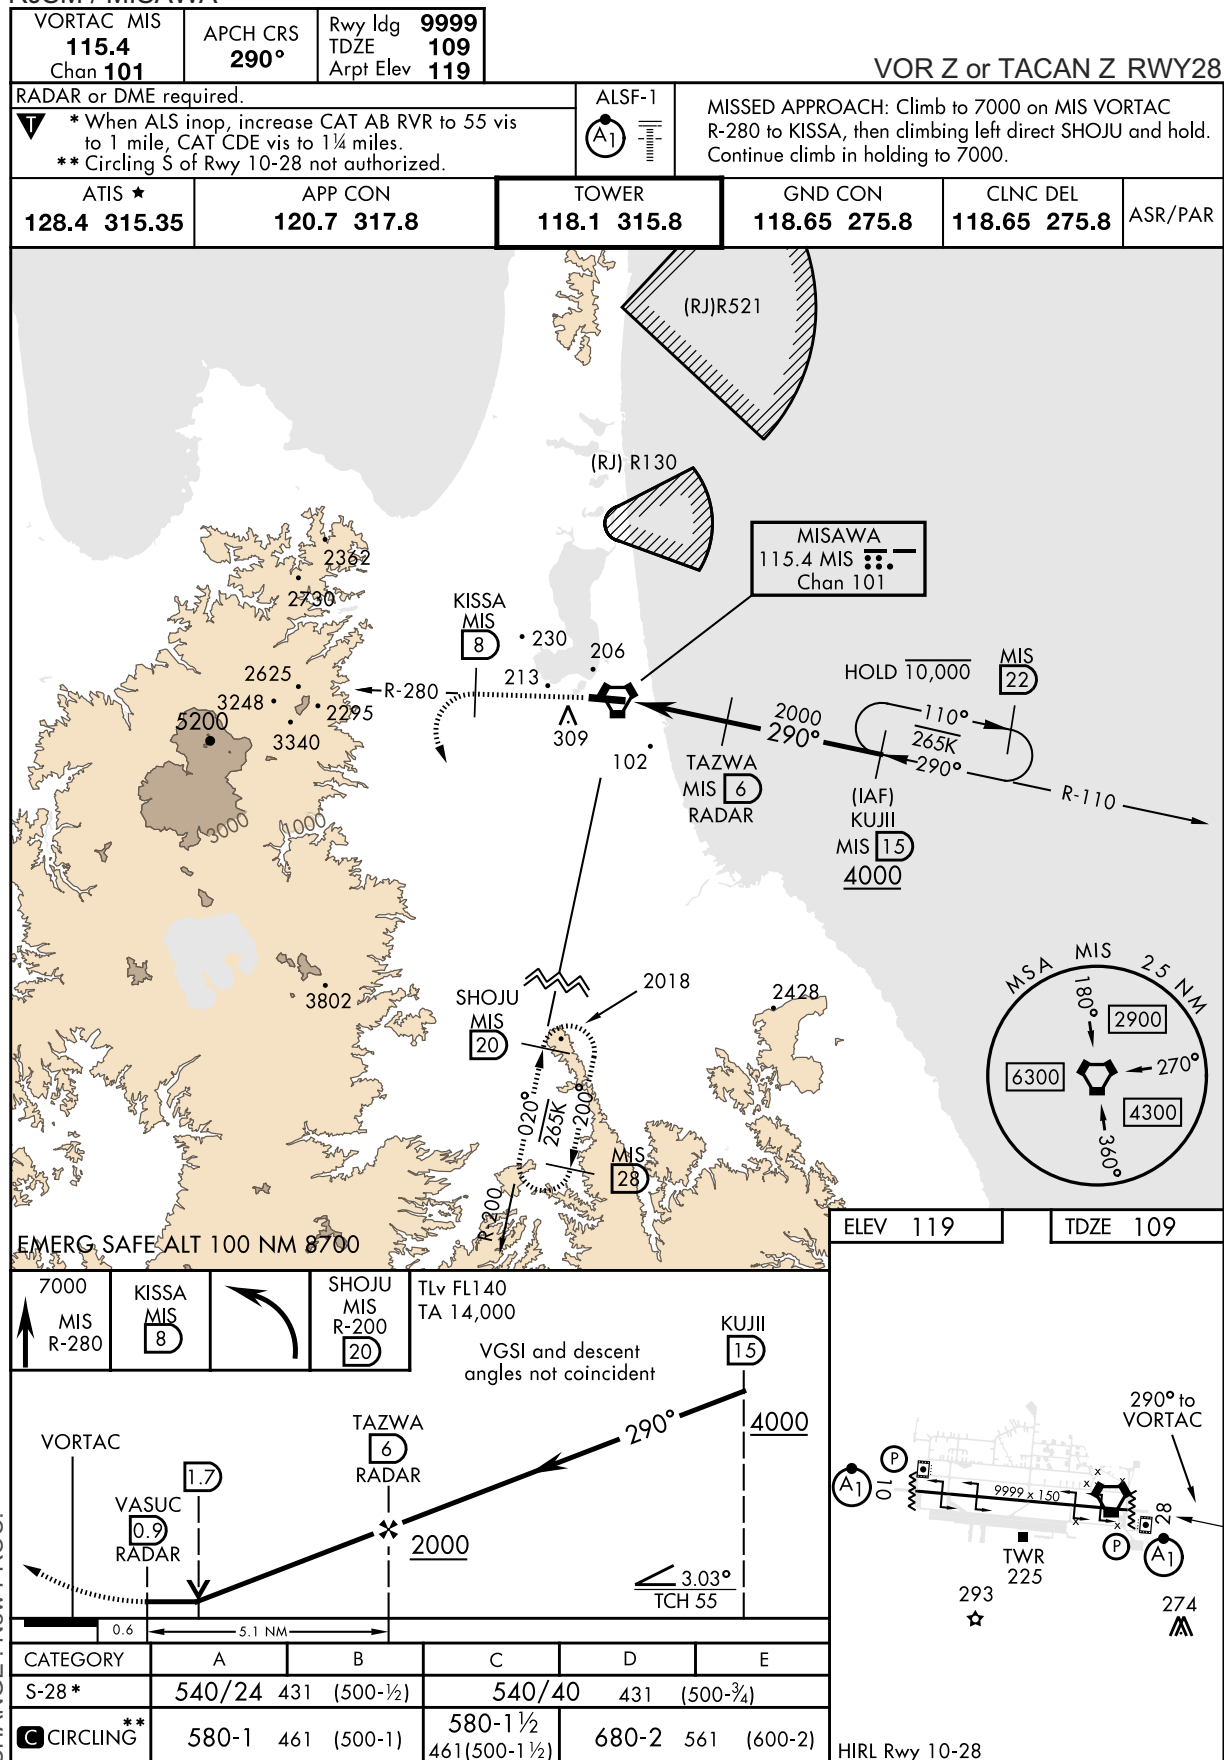 VORTAC MIS
115.4
Chan 101
APCH CRS
290°
Rwy ldg 9999
TDZE 109
Arpt Elev 119
VOR Z or TACAN Z RWY28
RADAR or DME required.
T
* When ALS inop, increase CAT AB RVR to 55 vis
to 1 mile, CAT CDE vis to 1¼ miles.
** Circling S of Rwy 10-28 not authorized.
ALSF-1
A1
MISSED APPROACH: Climb to 7000 on MIS VORTAC
R-280 to KISSA, then climbing left direct SHOJU and hold.
Continue climb in holding to 7000.
ATIS ★
128.4 315.35
APP CON
120.7 317.8
TOWER
118.1 315.8
GND CON
118.65 275.8
CLNC DEL
118.65 275.8
ASR/PAR
(RJ)R521
(RJ) R130
MISAWA
115.4 MIS
Chan 101
2362
2730
KISSA
MIS
8
230
206
213
2625
3248
2295
5200
3340
R-280
309
102
HOLD 10,000
MIS
22
2000
290°
110°
265K
290°
R-110
TAZWA
MIS 6
RADAR
(IAF)
KUJII
MIS 15
4000
3000
1000
3802
SHOJU
MIS
20
2018
2428
020°
265K
200°
MIS
28
R-200
MSA MIS 25 NM
180°
2900
270°
6300
4300
360°
EMERG SAFE ALT 100 NM 8700
ELEV 119
TDZE 109
7000
MIS
R-280
KISSA
MIS
8
SHOJU
MIS
R-200
20
TLv FL140
TA 14,000
VGSI and descent
angles not coincident
KUJII
15
4000
290°
TAZWA
6
RADAR
2000
VORTAC
1.7
VASUC
0.9
RADAR
3.03°
TCH 55
0.6
5.1 NM
290° to
VORTAC
A1
P
10
9999 x 150
x
x
x
x
28
P
A1
TWR
225
293
274
HIRL Rwy 10-28
CATEGORY A B C D E
S-28 * 540/24 431 (500-½) 540/40 431 (500-¾)
C CIRCLING ** 580-1 461 (500-1) 580-1½ 461(500-1½) 680-2 561 (600-2)